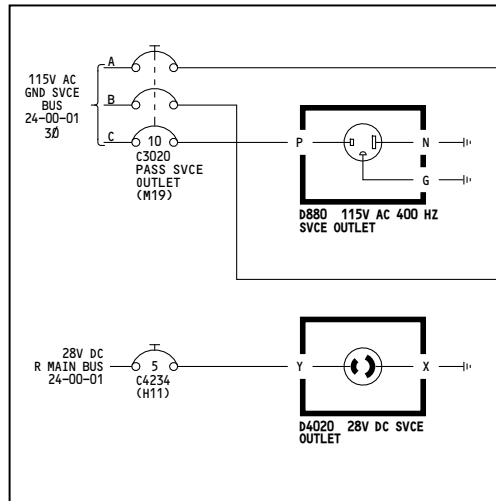 115V AC
GND SVCE
BUS
24-00-01
3Ø
A
B
C
10
C3020
PASS SVCE
OUTLET
(M19)
P
N
G
D880 115V AC 400 HZ
SVCE OUTLET
28V DC
R MAIN BUS
24-00-01
5
C4234
(H11)
Y
X
D4020 28V DC SVCE
OUTLET